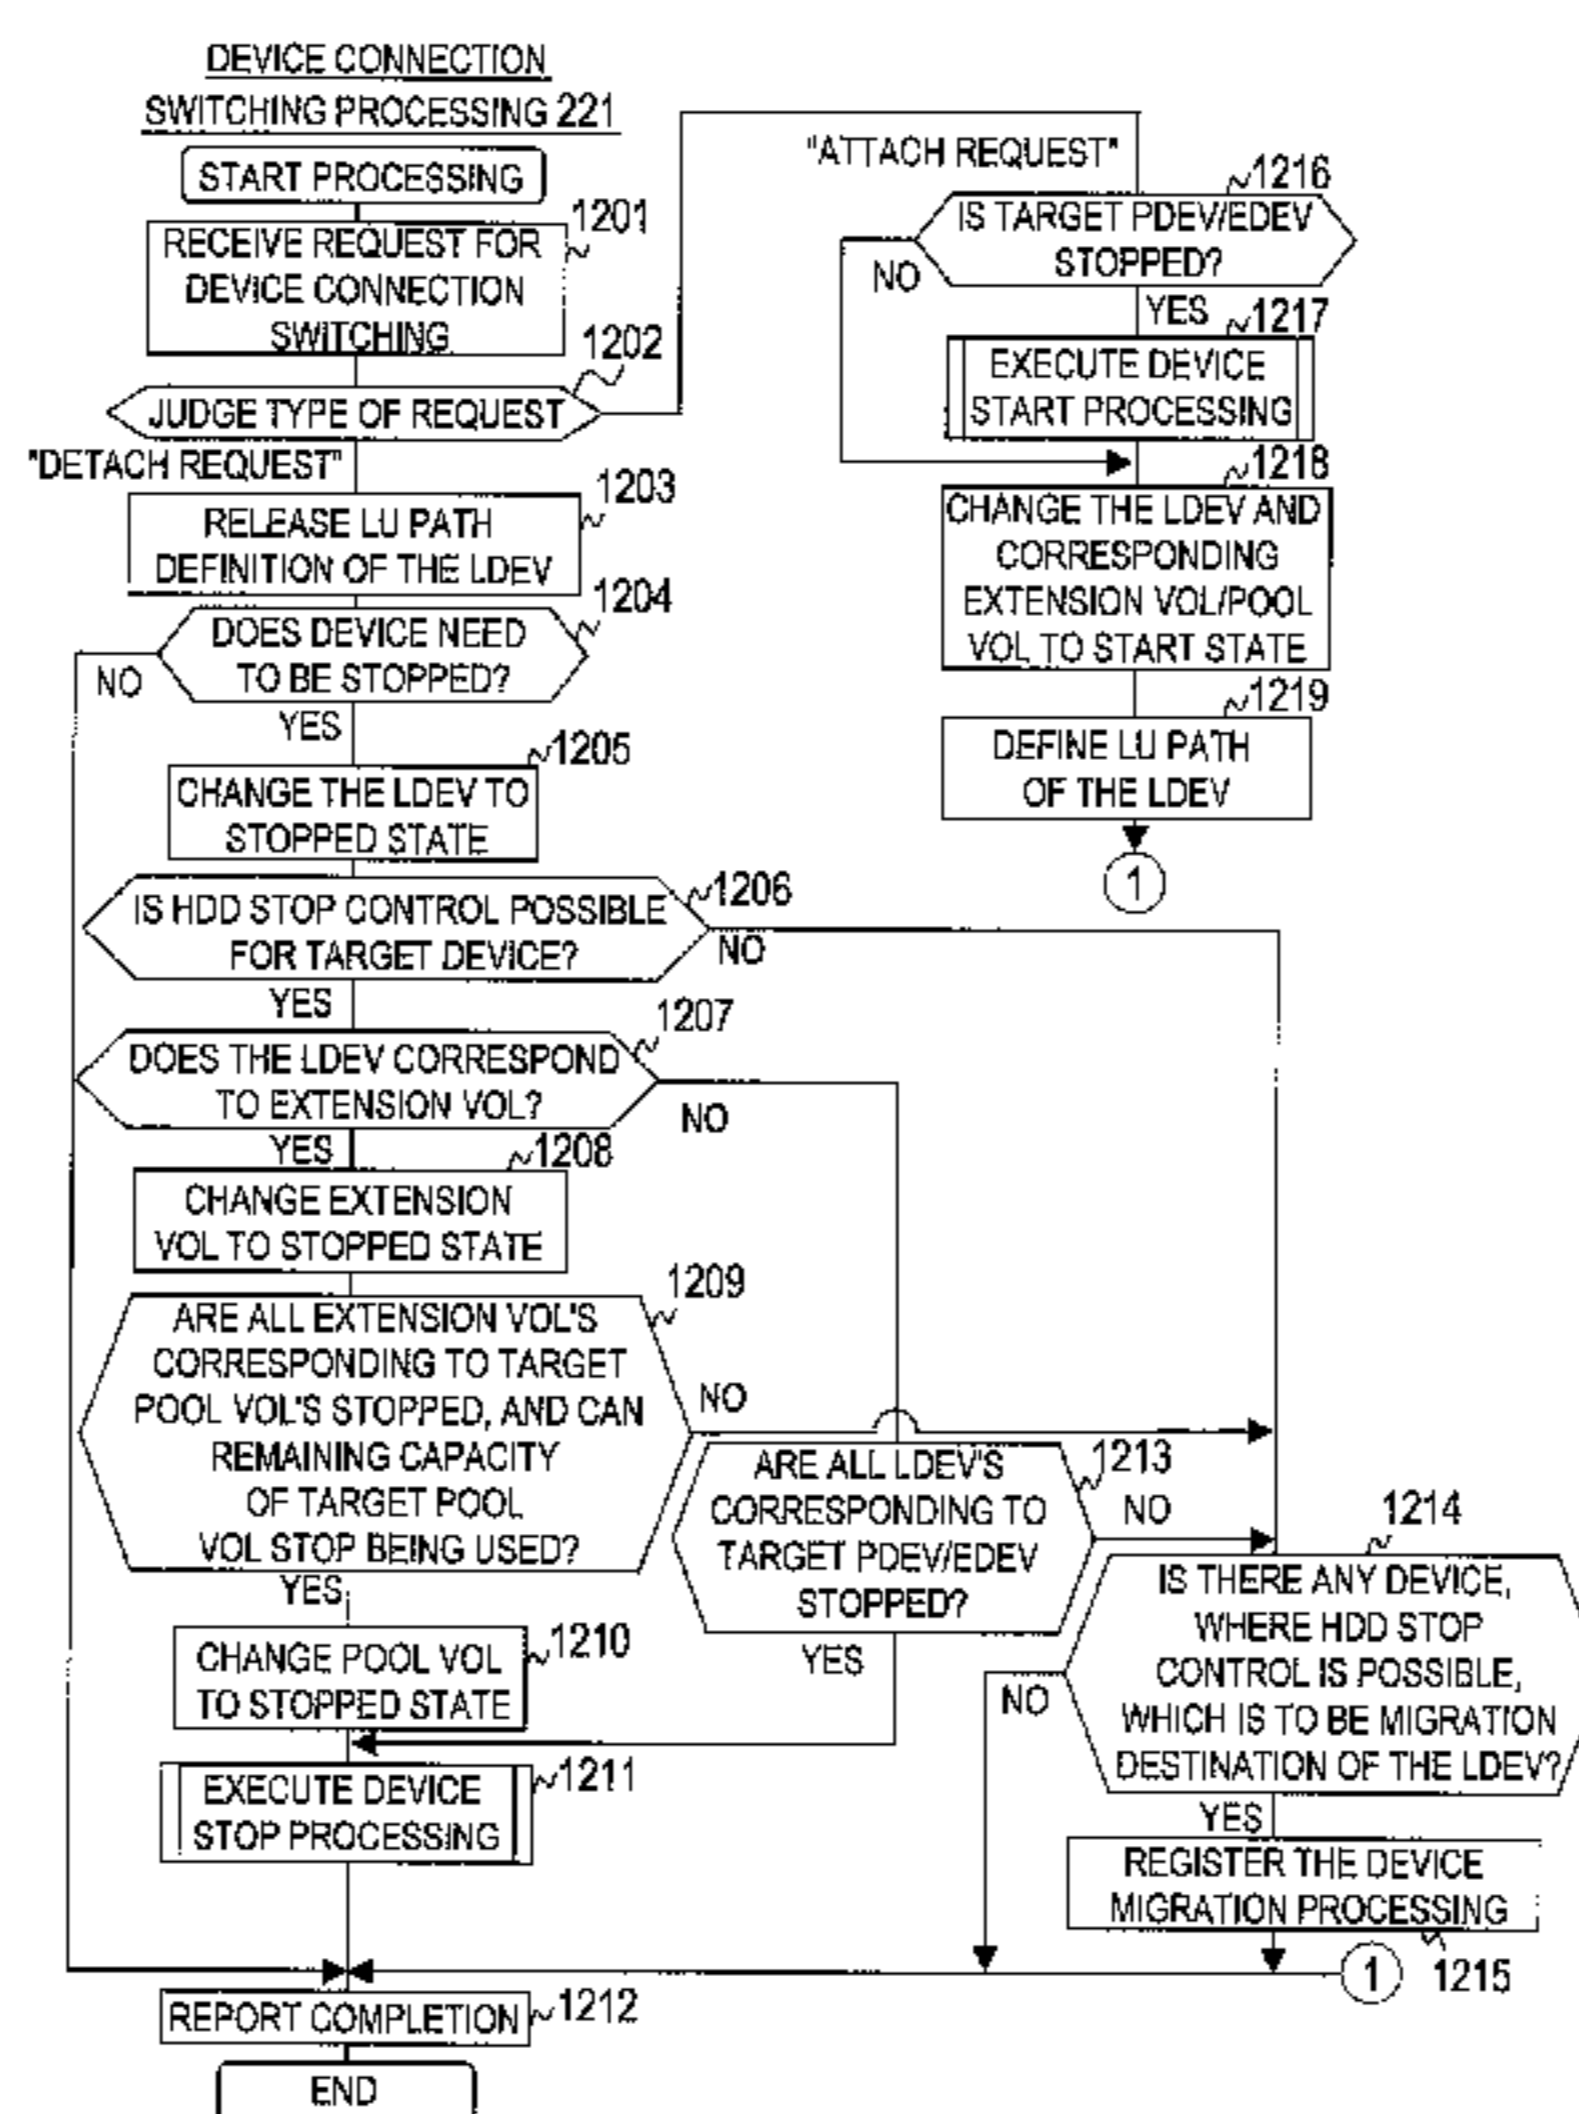 DEVICE CONNECTION
SWITCHING PROCESSING 221
START PROCESSING
1201
RECEIVE REQUEST FOR
DEVICE CONNECTION
SWITCHING
1202
JUDGE TYPE OF REQUEST
"DETACH REQUEST"
1203
RELEASE LU PATH
DEFINITION OF THE LDEV
1204
DOES DEVICE NEED
TO BE STOPPED?
NO
YES
1205
CHANGE THE LDEV TO
STOPPED STATE
1206
IS HDD STOP CONTROL POSSIBLE
FOR TARGET DEVICE?
NO
YES
1207
DOES THE LDEV CORRESPOND
TO EXTENSION VOL?
NO
YES
1208
CHANGE EXTENSION
VOL TO STOPPED STATE
1209
ARE ALL EXTENSION VOL'S
CORRESPONDING TO TARGET
POOL VOL'S STOPPED, AND CAN
REMAINING CAPACITY
OF TARGET POOL
VOL STOP BEING USED?
NO
YES
1210
CHANGE POOL VOL
TO STOPPED STATE
1211
EXECUTE DEVICE
STOP PROCESSING
1212
REPORT COMPLETION
END
"ATTACH REQUEST"
1216
IS TARGET PDEV/EDEV
STOPPED?
NO
YES
1217
EXECUTE DEVICE
START PROCESSING
1218
CHANGE THE LDEV AND
CORRESPONDING
EXTENSION VOL/POOL
VOL TO START STATE
1219
DEFINE LU PATH
OF THE LDEV
1
1213
ARE ALL LDEV'S
CORRESPONDING TO
TARGET PDEV/EDEV
STOPPED?
NO
YES
1214
IS THERE ANY DEVICE,
WHERE HDD STOP
CONTROL IS POSSIBLE,
WHICH IS TO BE MIGRATION
DESTINATION OF THE LDEV?
NO
YES
REGISTER THE DEVICE
MIGRATION PROCESSING
1215
1